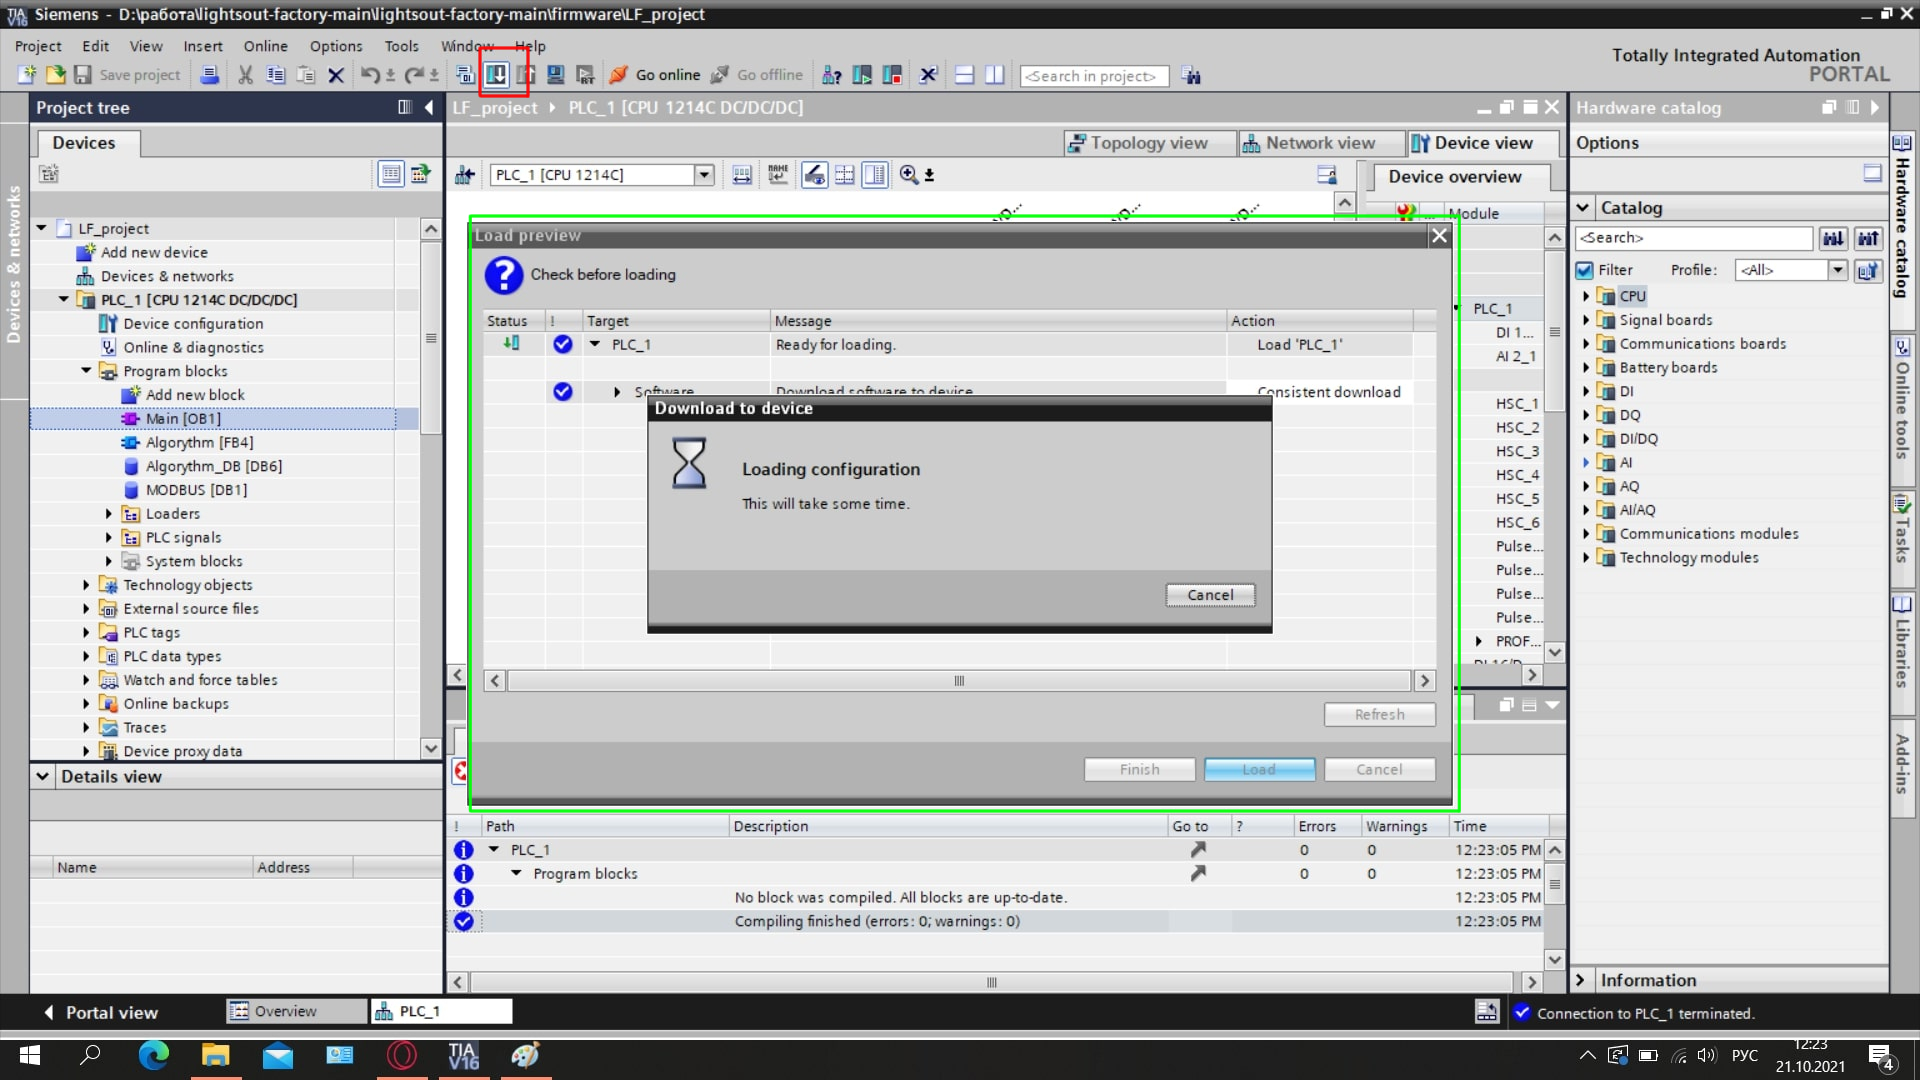 TIA V16 Siemens - D:\работа\lightsout-factory-main\lightsout-factory-main\firmware\LF_project
Project Edit View Insert Online Options Tools Window Help
Totally Integrated Automation
PORTAL
Save project Go online Go offline <Search in project>
Project tree
LF_project PLC_1 [CPU 1214C DC/DC/DC]
Hardware catalog
Devices
Topology view Network view Device view
Options
PLC_1 [CPU 1214C]
Device overview
... Module
Devices & networks
LF_project
Add new device
Devices & networks
PLC_1 [CPU 1214C DC/DC/DC]
Device configuration
Online & diagnostics
Program blocks
Add new block
Main [OB1]
Algorythm [FB4]
Algorythm_DB [DB6]
MODBUS [DB1]
Loaders
PLC signals
System blocks
Technology objects
External source files
PLC tags
PLC data types
Watch and force tables
Online backups
Traces
Device proxy data
Details view
Name Address
Load preview
Check before loading
Status ! Target Message Action
PLC_1 Ready for loading. Load 'PLC_1'
Software Download software to device Consistent download
Download to device
Loading configuration
This will take some time.
Cancel
Refresh
Finish Load Cancel
PLC_1
DI 1...
AI 2_1
HSC_1
HSC_2
HSC_3
HSC_4
HSC_5
HSC_6
Pulse...
Pulse...
Pulse...
Pulse...
PROF...
Catalog
<Search>
Filter Profile: <All>
CPU
Signal boards
Communications boards
Battery boards
DI
DQ
DI/DQ
AI
AQ
AI/AQ
Communications modules
Technology modules
Information
Hardware catalog
Online tools
Tasks
Libraries
Add-ins
! Path Description Go to ? Errors Warnings Time
PLC_1 0 0 12:23:05 PM
Program blocks 0 0 12:23:05 PM
No block was compiled. All blocks are up-to-date. 12:23:05 PM
Compiling finished (errors: 0; warnings: 0) 12:23:05 PM
Portal view Overview PLC_1 Connection to PLC_1 terminated.
TIA V16
РУС
12:23
21.10.2021
4